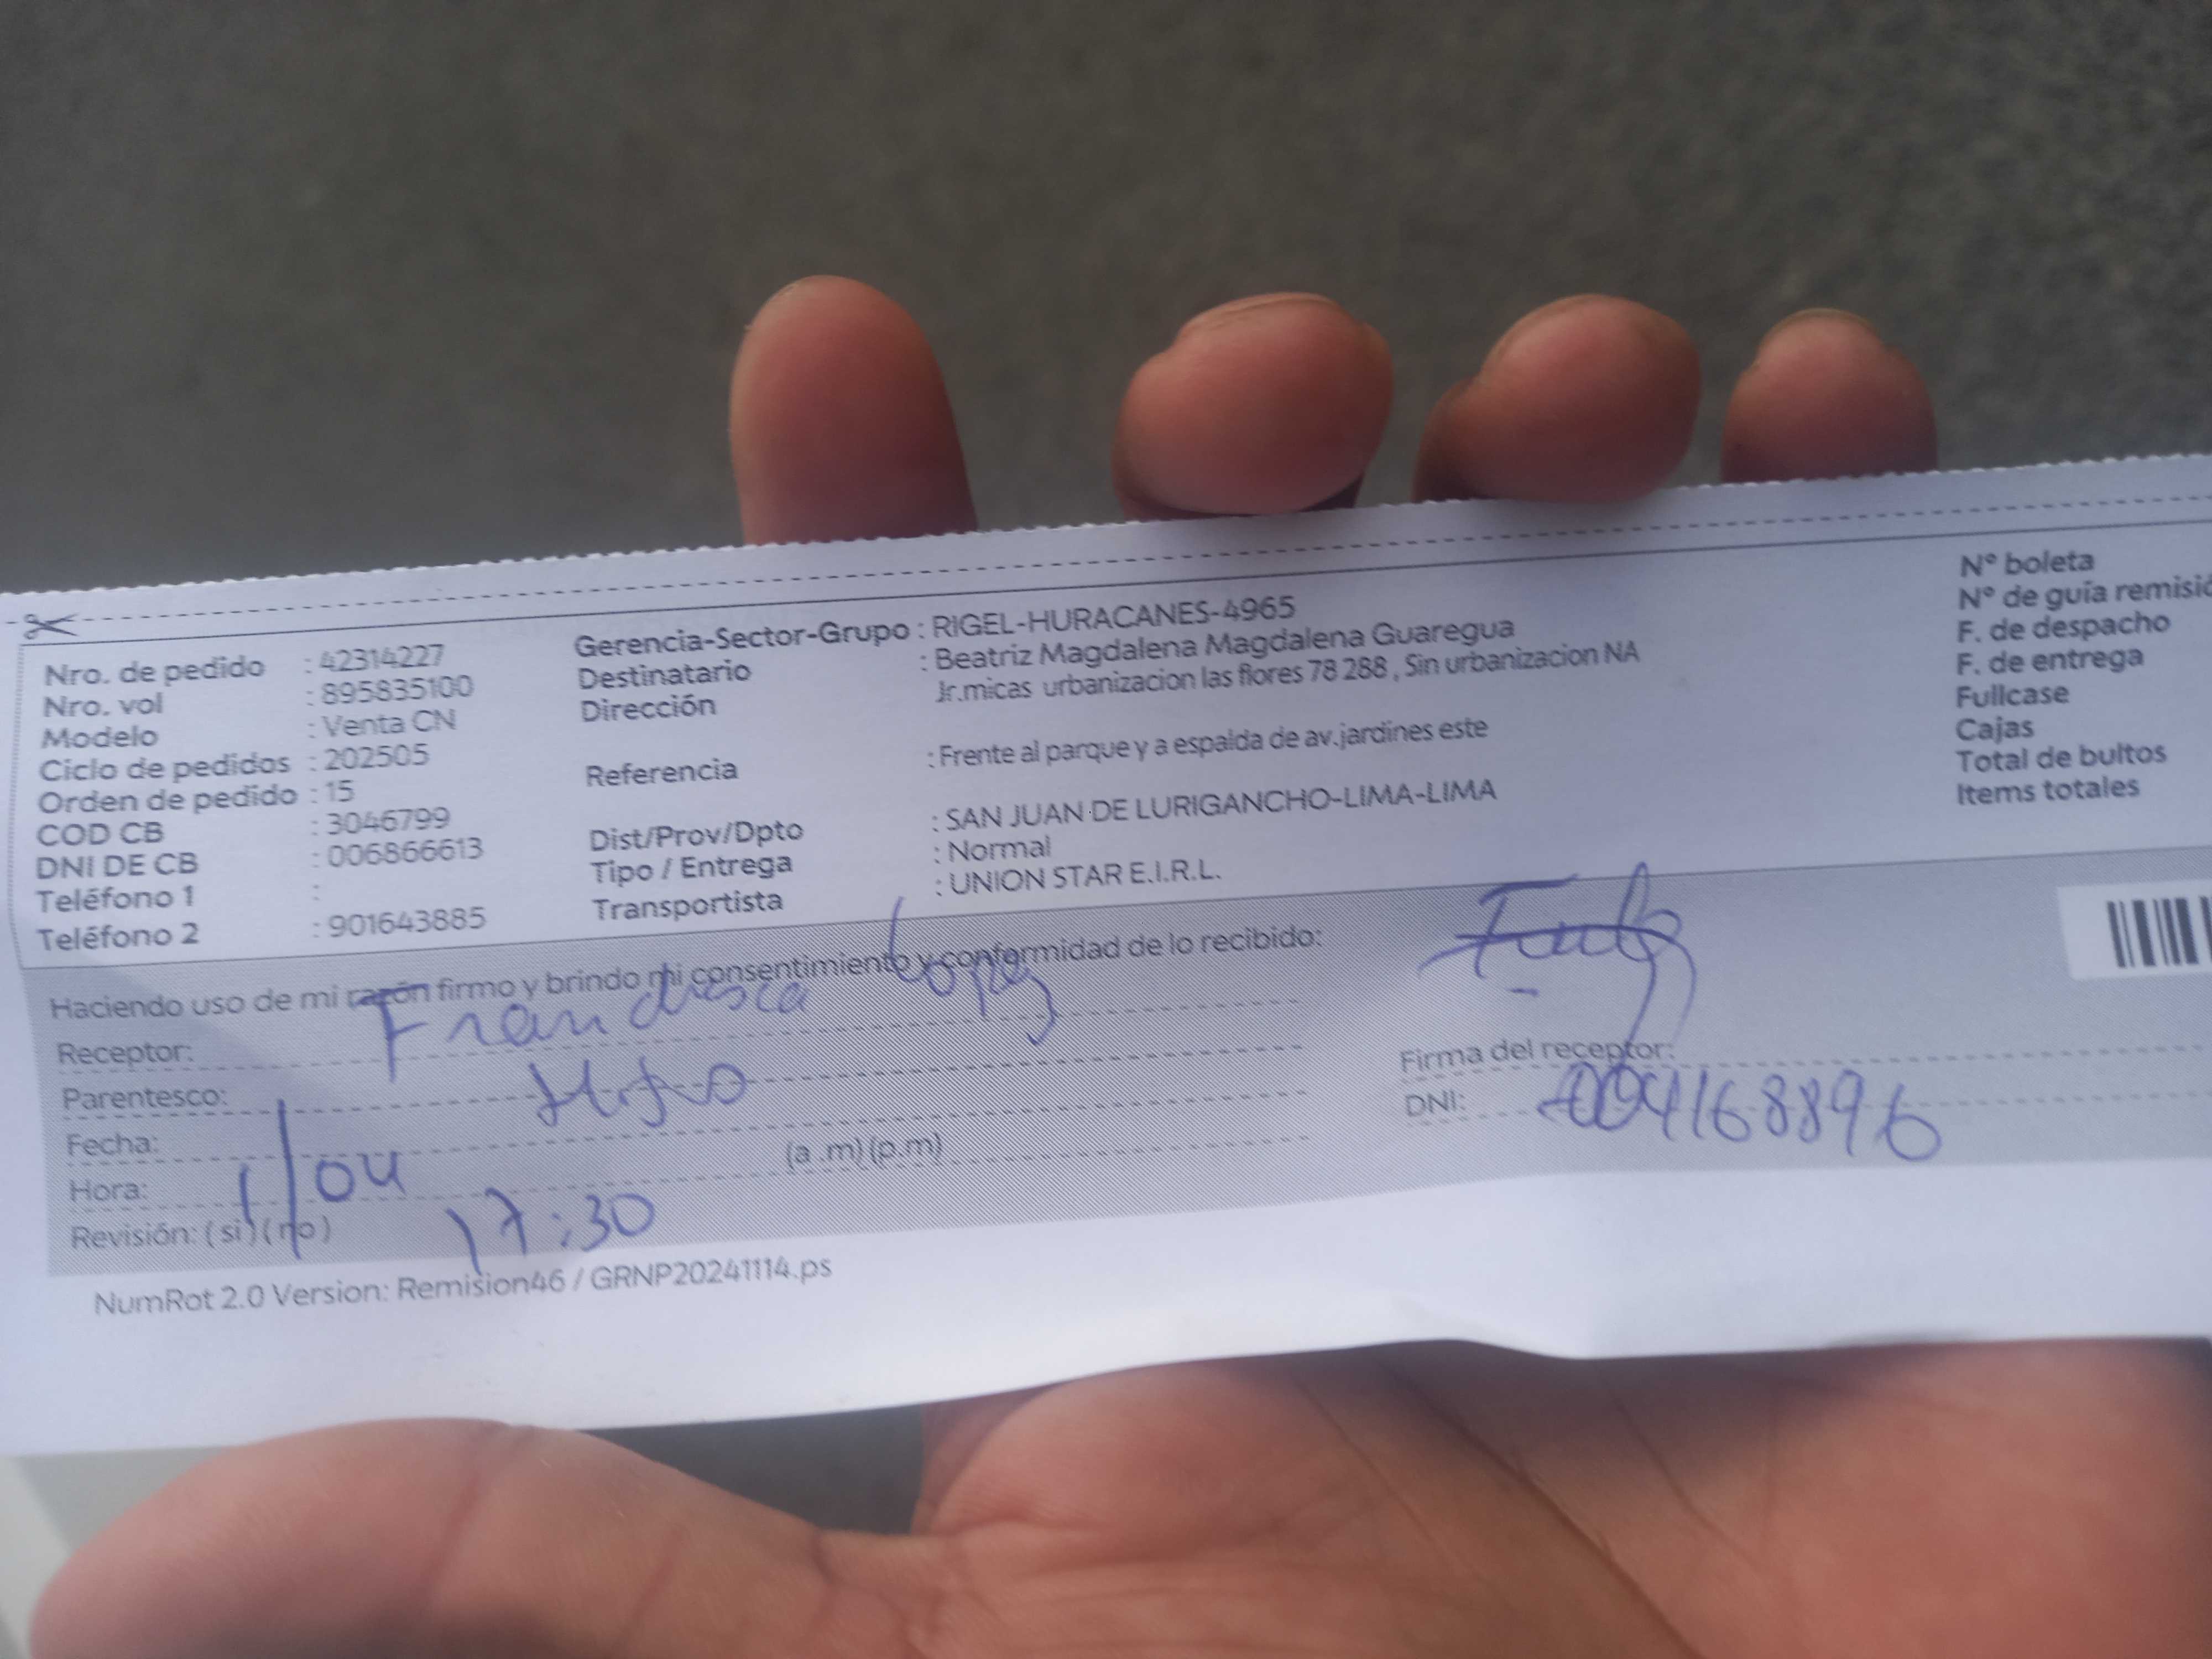 Nro. de pedido : 42314227
Nro. vol : 895835100
Modelo : Venta CN
Ciclo de pedidos : 202505
Orden de pedido : 15
COD CB : 3046799
DNI DE CB : 006866613
Teléfono 1 :
Teléfono 2 : 901643885
Gerencia-Sector-Grupo : RIGEL-HURACANES-4965
Destinatario : Beatriz Magdalena Magdalena Guaregua
Dirección Jr.micas urbanizacion las flores 78 288 , Sin urbanizacion NA
Referencia : Frente al parque y a espalda de av.jardines este
Dist/Prov/Dpto : SAN JUAN DE LURIGANCHO-LIMA-LIMA
Tipo / Entrega : Normal
Transportista : UNION STAR E.I.R.L.
N° boleta
N° de guía remisió
F. de despacho
F. de entrega
Fullcase
Cajas
Total de bultos
Items totales
Haciendo uso de mi razón firmo y brindo mi consentimiento y conformidad de lo recibido:
Receptor: Lopez
Parentesco: Hijo
Fecha: 1/04
Hora: 17:30 (a .m) (p.m)
Revisión: ( si ) ( no )
Firma del receptor:
DNI: 004168896
NumRot 2.0 Version: Remision46 / GRNP20241114.ps